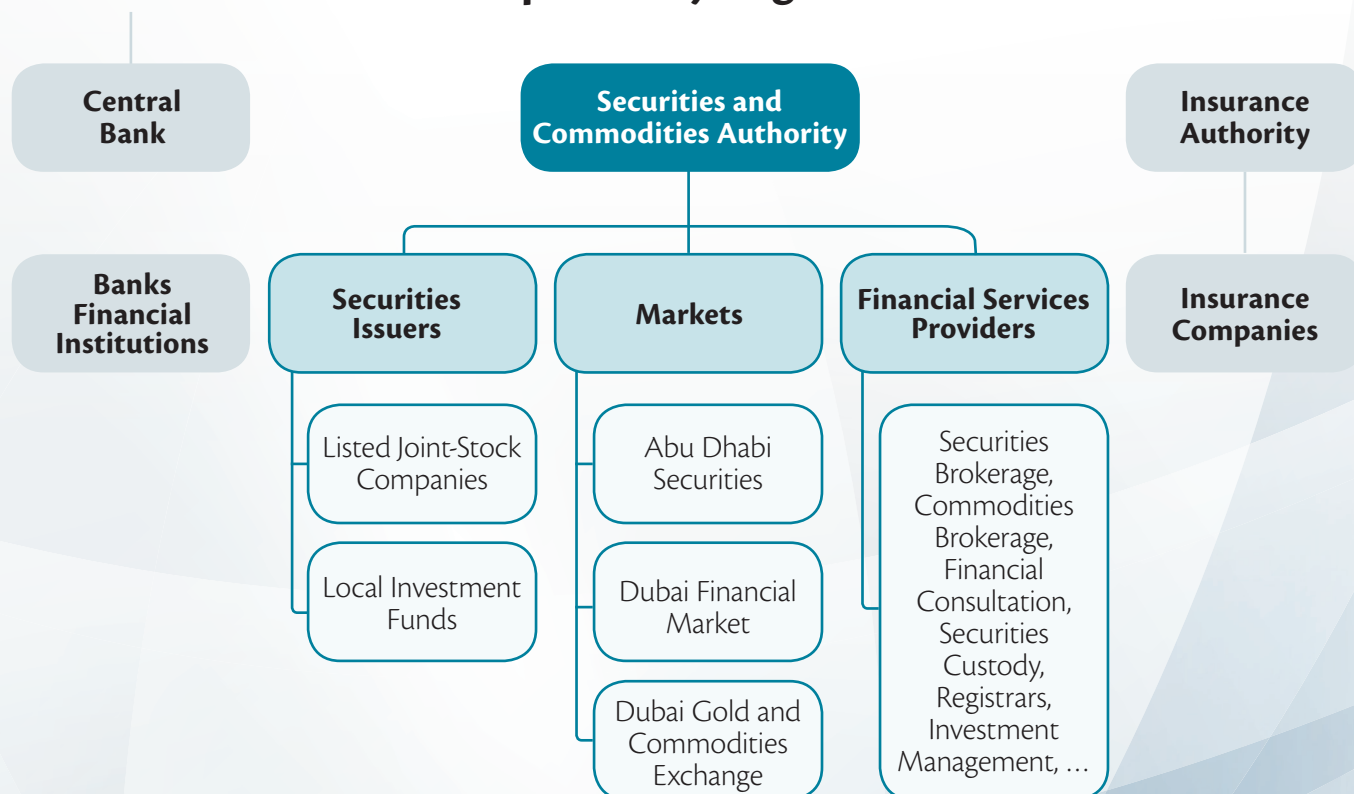 Central
Bank
Securities and
Commodities Authority
Insurance
Authority
Banks
Financial
Institutions
Securities
Issuers
Markets
Financial Services
Providers
Insurance
Companies
Listed Joint-Stock
Companies
Local Investment
Funds
Abu Dhabi
Securities
Dubai Financial
Market
Dubai Gold and
Commodities
Exchange
Securities
Brokerage,
Commodities
Brokerage,
Financial
Consultation,
Securities
Custody,
Registrars,
Investment
Management, ...